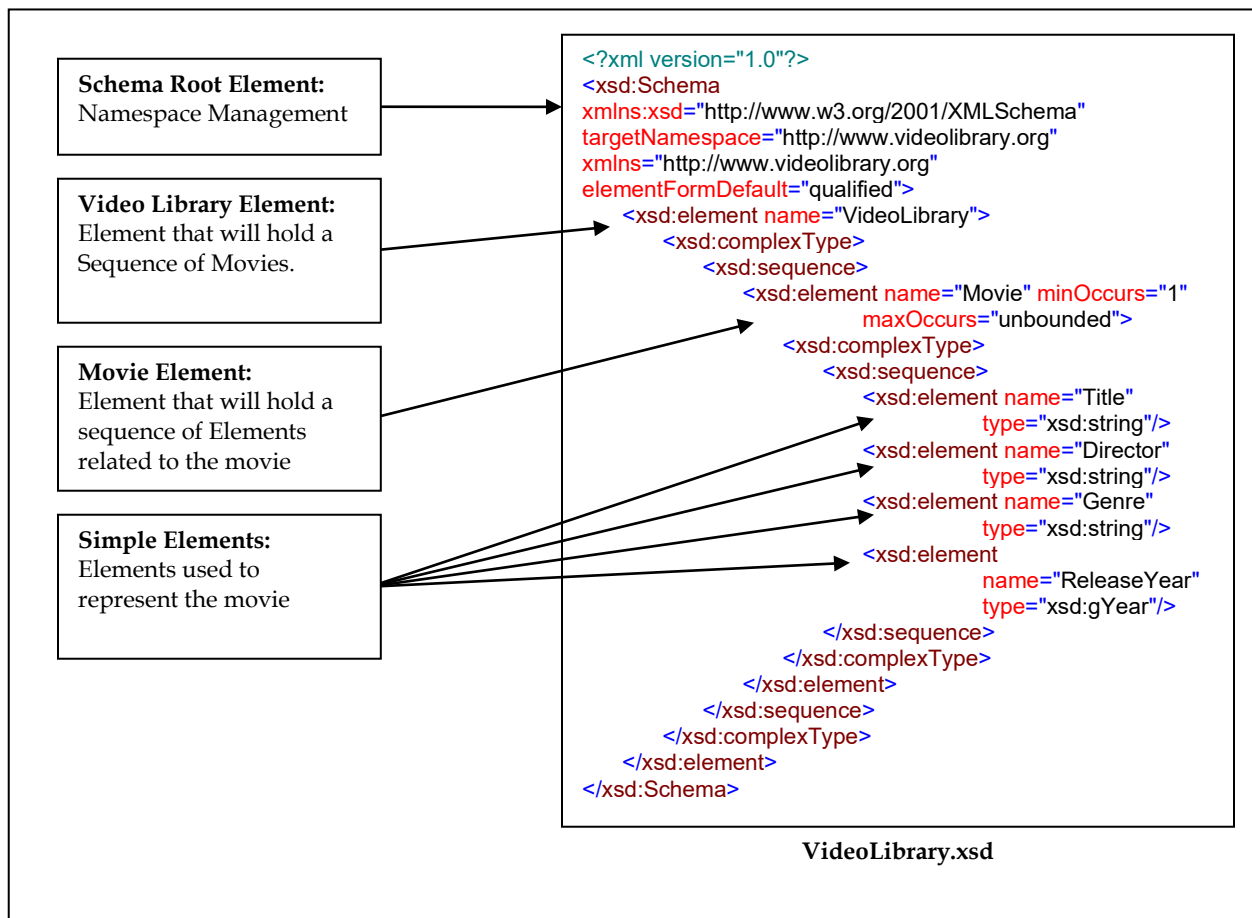 Schema Root Element:
Namespace Management
Video Library Element:
Element that will hold a
Sequence of Movies.
Movie Element:
Element that will hold a
sequence of Elements
related to the movie
Simple Elements:
Elements used to
represent the movie
<?xml version="1.0"?>
<xsd:Schema
xmlns:xsd="http://www.w3.org/2001/XMLSchema"
targetNamespace="http://www.videolibrary.org"
xmlns="http://www.videolibrary.org"
elementFormDefault="qualified">
<xsd:element name="VideoLibrary">
<xsd:complexType>
<xsd:sequence>
<xsd:element name="Movie" minOccurs="1"
maxOccurs="unbounded">
<xsd:complexType>
<xsd:sequence>
<xsd:element name="Title"
type="xsd:string"/>
<xsd:element name="Director"
type="xsd:string"/>
<xsd:element name="Genre"
type="xsd:string"/>
<xsd:element
name="ReleaseYear"
type="xsd:gYear"/>
</xsd:sequence>
</xsd:complexType>
</xsd:element>
</xsd:sequence>
</xsd:complexType>
</xsd:element>
</xsd:Schema>
VideoLibrary.xsd